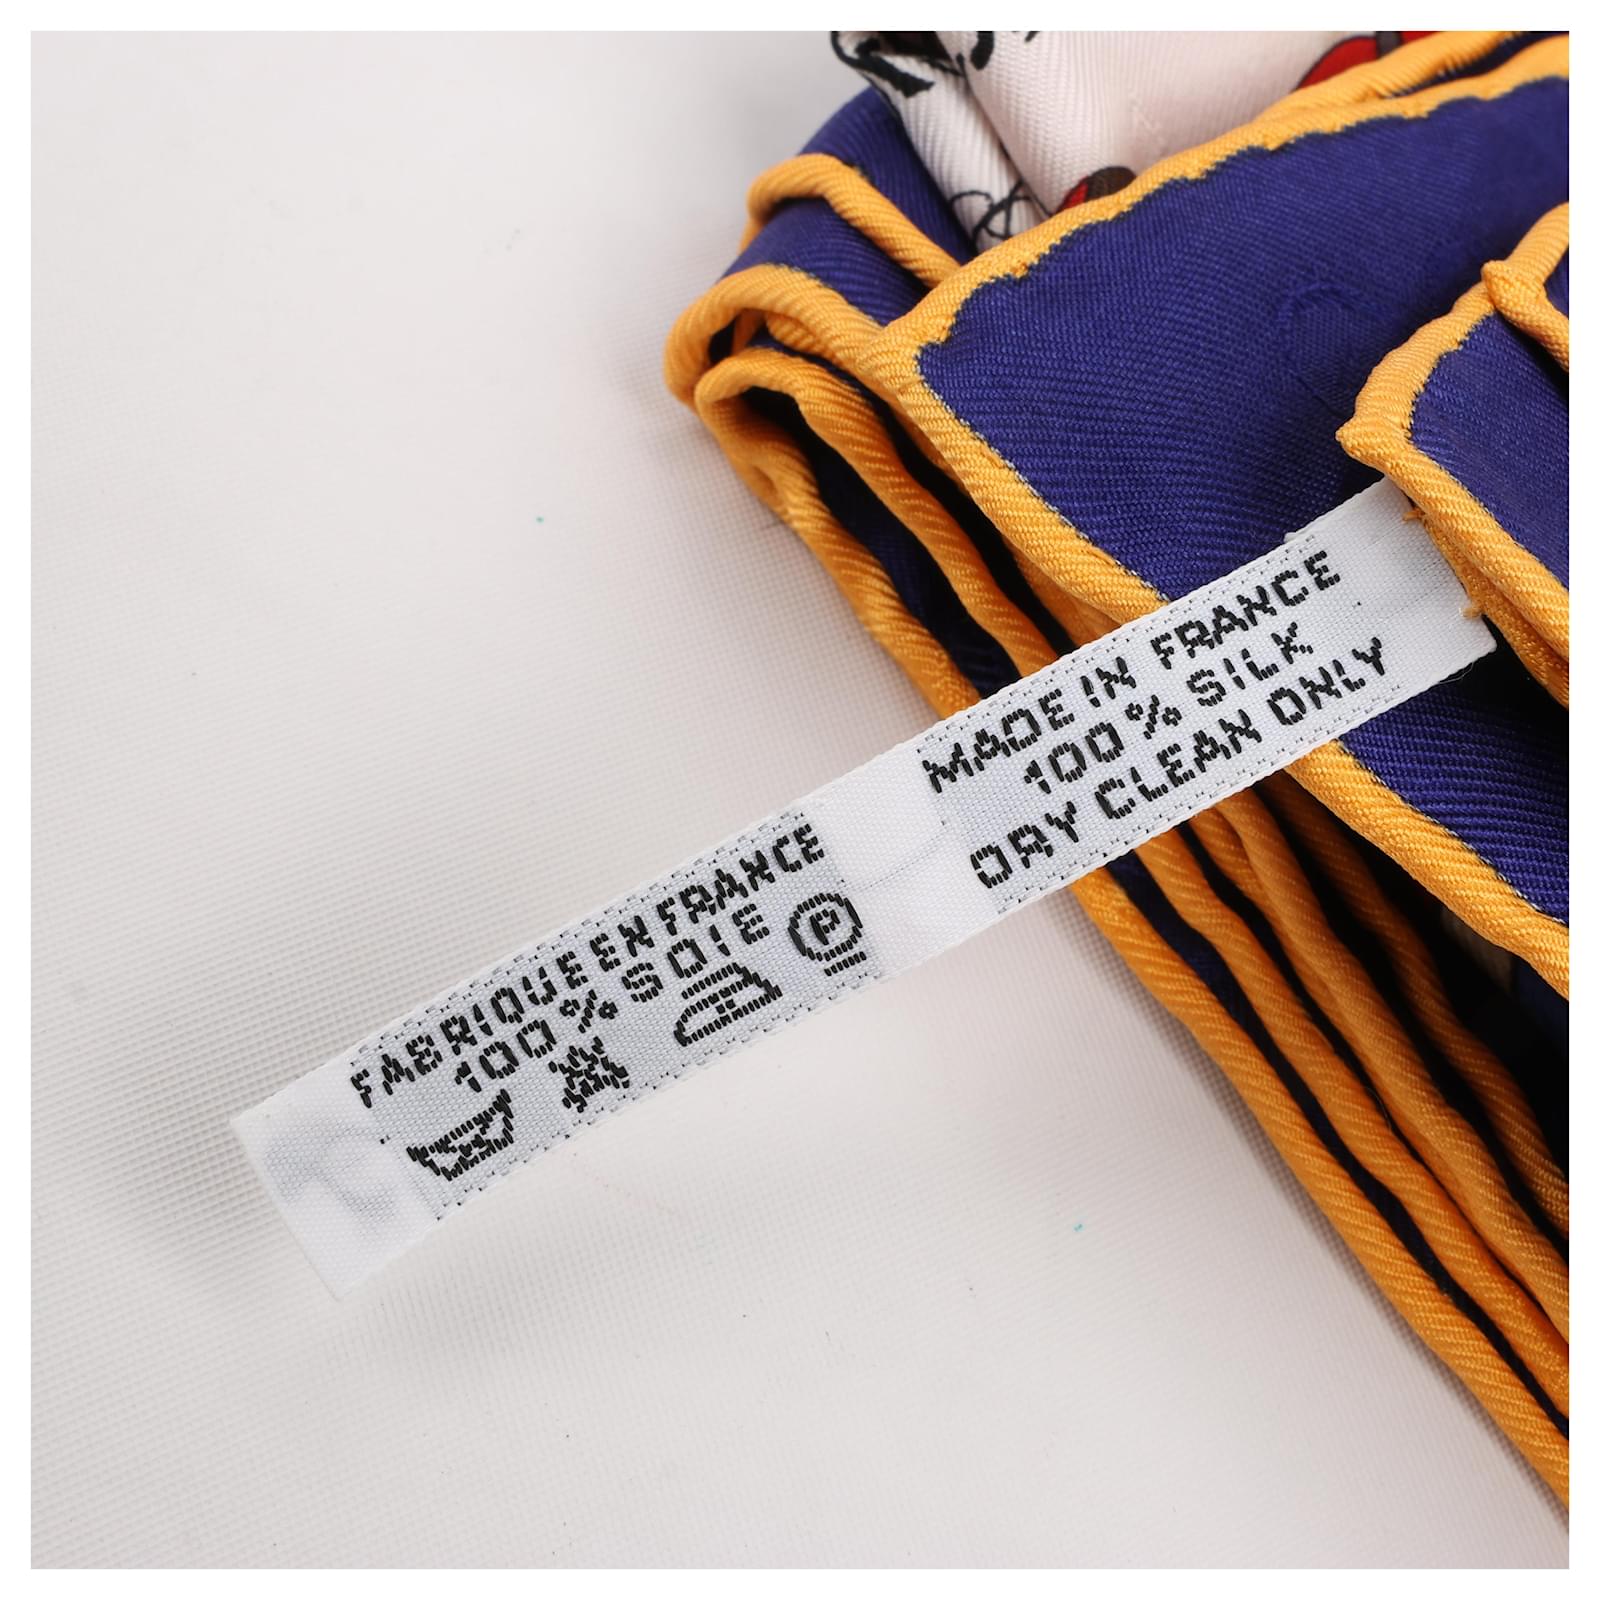 MADE IN FRANCE
100% SILK
DRY CLEAN ONLY
FABRIQUE EN FRANCE
100% SOIE
P